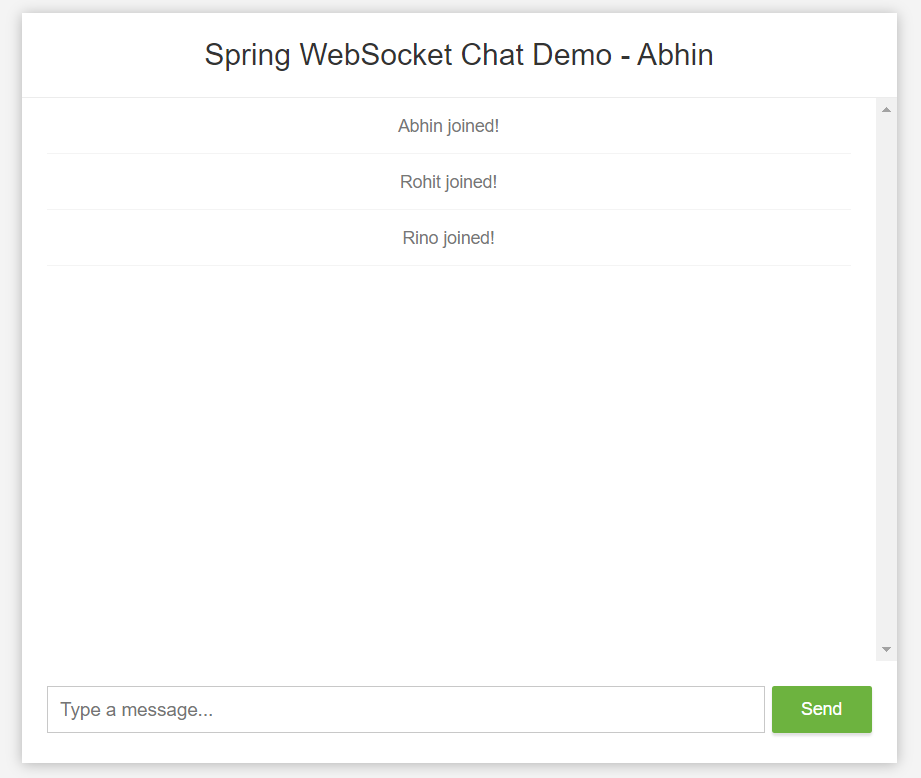 Spring WebSocket Chat Demo - Abhin
Abhin joined!
Rohit joined!
Rino joined!
Type a message...
Send